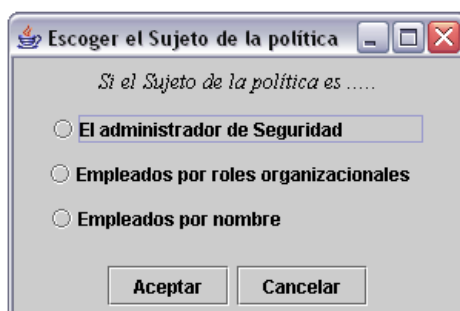 Escoger el Sujeto de la política
Si el Sujeto de la política es .....
El administrador de Seguridad
Empleados por roles organizacionales
Empleados por nombre
Aceptar Cancelar